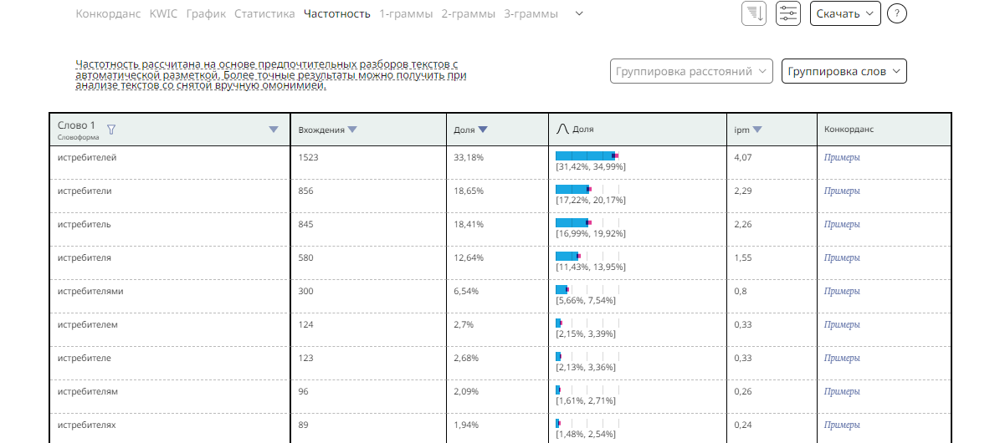 Конкорданс KWIC График Статистика Частотность 1-граммы 2-граммы 3-граммы Скачать ?
Частотность рассчитана на основе предпочтительных разборов текстов с
автоматической разметкой. Более точные результаты можно получить при
анализе текстов со снятой вручную омонимией.
Группировка расстояний Группировка слов
Слово 1 Вхождения Доля Доля ipm Конкорданс
Словоформа
истребителей 1523 33,18% 4,07 Примеры
[31,42%, 34,99%]
истребители 856 18,65% 2,29 Примеры
[17,22%, 20,17%]
истребитель 845 18,41% 2,26 Примеры
[16,99%, 19,92%]
истребителя 580 12,64% 1,55 Примеры
[11,43%, 13,95%]
истребителями 300 6,54% 0,8 Примеры
[5,66%, 7,54%]
истребителем 124 2,7% 0,33 Примеры
[2,15%, 3,39%]
истребителе 123 2,68% 0,33 Примеры
[2,13%, 3,36%]
истребителям 96 2,09% 0,26 Примеры
[1,61%, 2,71%]
истребителях 89 1,94% 0,24 Примеры
[1,48%, 2,54%]